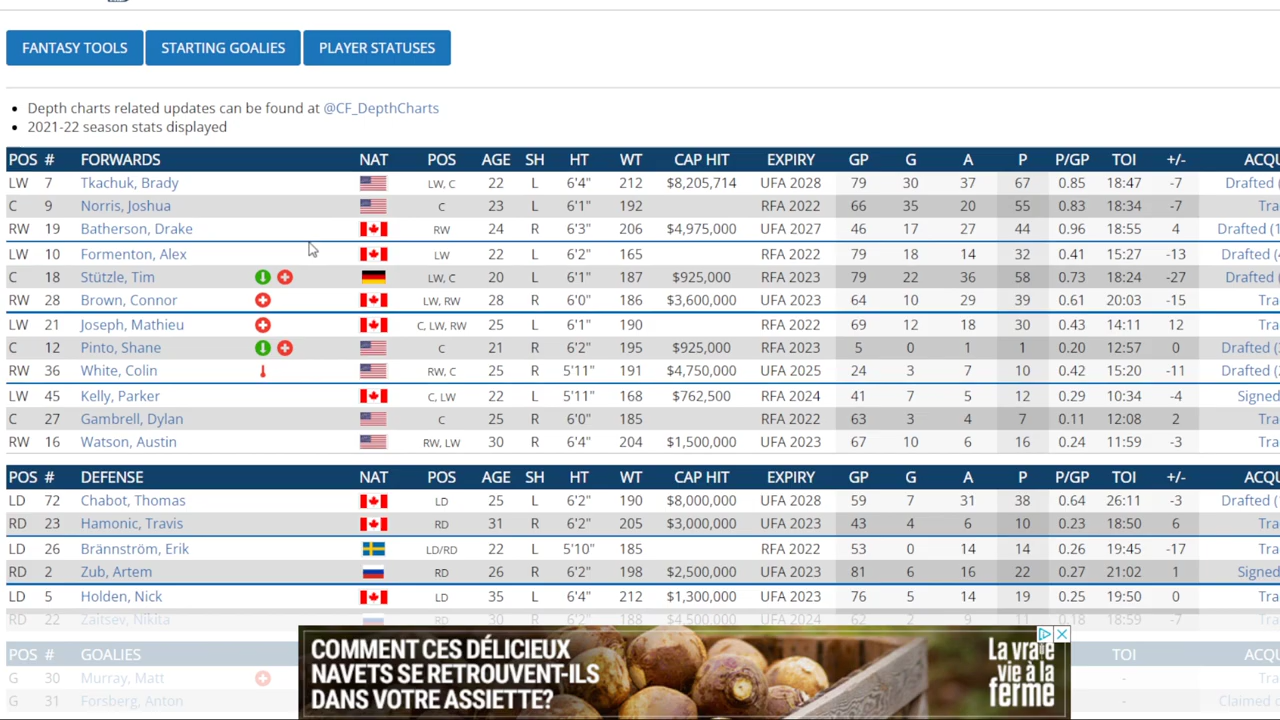 FANTASY TOOLS STARTING GOALIES PLAYER STATUSES
Depth charts related updates can be found at @CF_DepthCharts
2021-22 season stats displayed
POS # FORWARDS NAT POS AGE SH HT WT CAP HIT EXPIRY GP G A P P/GP TOI +/- ACQU
LW 7 Tkachuk, Brady LW, C 22 L 6'4" 212 $8,205,714 UFA 2028 79 30 37 67 0.85 18:47 -7 Drafted (
C 9 Norris, Joshua C 23 L 6'1" 192 RFA 2022 66 35 20 55 0.83 18:34 -7 Tra
RW 19 Batherson, Drake RW 24 R 6'3" 206 $4,975,000 UFA 2027 46 17 27 44 0.96 18:55 4 Drafted (1
LW 10 Formenton, Alex LW 22 L 6'2" 165 RFA 2022 79 18 14 32 0.41 15:27 -13 Drafted (4
C 18 Stützle, Tim LW, C 20 L 6'1" 187 $925,000 RFA 2023 79 22 36 58 0.73 18:24 -27 Drafted (
RW 28 Brown, Connor LW, RW 28 R 6'0" 186 $3,600,000 UFA 2023 64 10 29 39 0.61 20:03 -15 Tra
LW 21 Joseph, Mathieu C, LW, RW 25 L 6'1" 190 RFA 2022 69 12 18 30 0.43 14:11 12 Tra
C 12 Pinto, Shane C 21 R 6'2" 195 $925,000 RFA 2023 5 0 1 1 0.20 12:57 0 Drafted (3
RW 36 White, Colin RW, C 25 R 5'11" 191 $4,750,000 UFA 2025 24 3 7 10 0.42 15:20 -11 Drafted (2
LW 45 Kelly, Parker C, LW 22 L 5'11" 168 $762,500 RFA 2024 41 7 5 12 0.29 10:34 -4 Signed
C 27 Gambrell, Dylan C 25 R 6'0" 185 RFA 2022 63 3 4 7 0.11 12:08 2 Tra
RW 16 Watson, Austin RW, LW 30 R 6'4" 204 $1,500,000 UFA 2023 67 10 6 16 0.24 11:59 -3 Tra
POS # DEFENSE NAT POS AGE SH HT WT CAP HIT EXPIRY GP G A P P/GP TOI +/- ACQU
LD 72 Chabot, Thomas LD 25 L 6'2" 190 $8,000,000 UFA 2028 59 7 31 38 0.64 26:11 -3 Drafted (
RD 23 Hamonic, Travis RD 31 R 6'2" 205 $3,000,000 UFA 2023 43 4 6 10 0.23 18:50 6 Tra
LD 26 Brännström, Erik LD/RD 22 L 5'10" 185 RFA 2022 53 0 14 14 0.26 19:45 -17 Tra
RD 2 Zub, Artem RD 26 R 6'2" 198 $2,500,000 UFA 2023 81 6 16 22 0.27 21:02 1 Signed
LD 5 Holden, Nick LD 35 L 6'4" 212 $1,300,000 UFA 2023 76 5 14 19 0.25 19:50 0 Tra
RD 22 Zaitsev, Nikita RD 30 R 6'2" 188 $4,500,000 UFA 2024 62 2 9 11 0.18 18:59 -7 Tra
POS # GOALIES TOI ACQU
G 30 Murray, Matt - - Tra
G 31 Forsberg, Anton - - Claimed o
COMMENT CES DÉLICIEUX
NAVETS SE RETROUVENT-ILS
DANS VOTRE ASSIETTE?
La vraie
vie à la
ferme